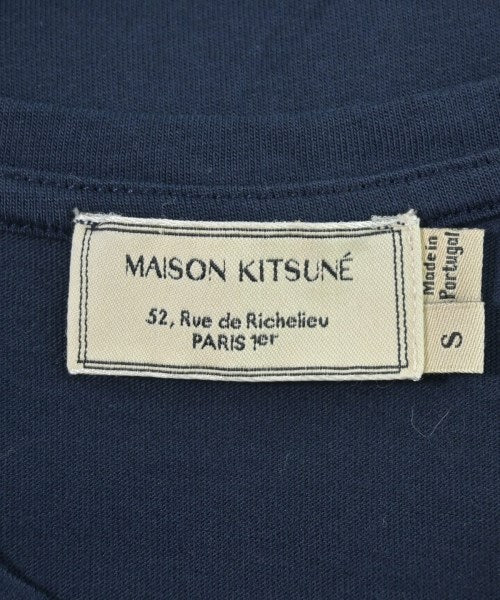 MAISON KITSUNÉ
52, Rue de Richelieu
PARIS 1er
Made in
Portugal
S